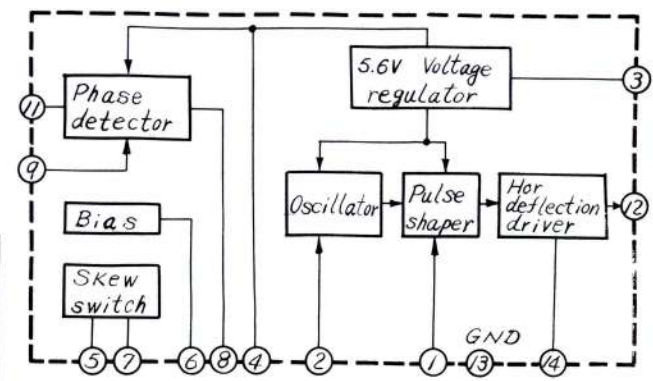 5.6V Voltage
regulator
3
11
Phase
detector
9
Oscillator
Pulse
shaper
Hor
deflection
driver
12
Bias
Skew
switch
GND
5
7
6
8
4
2
1
13
14